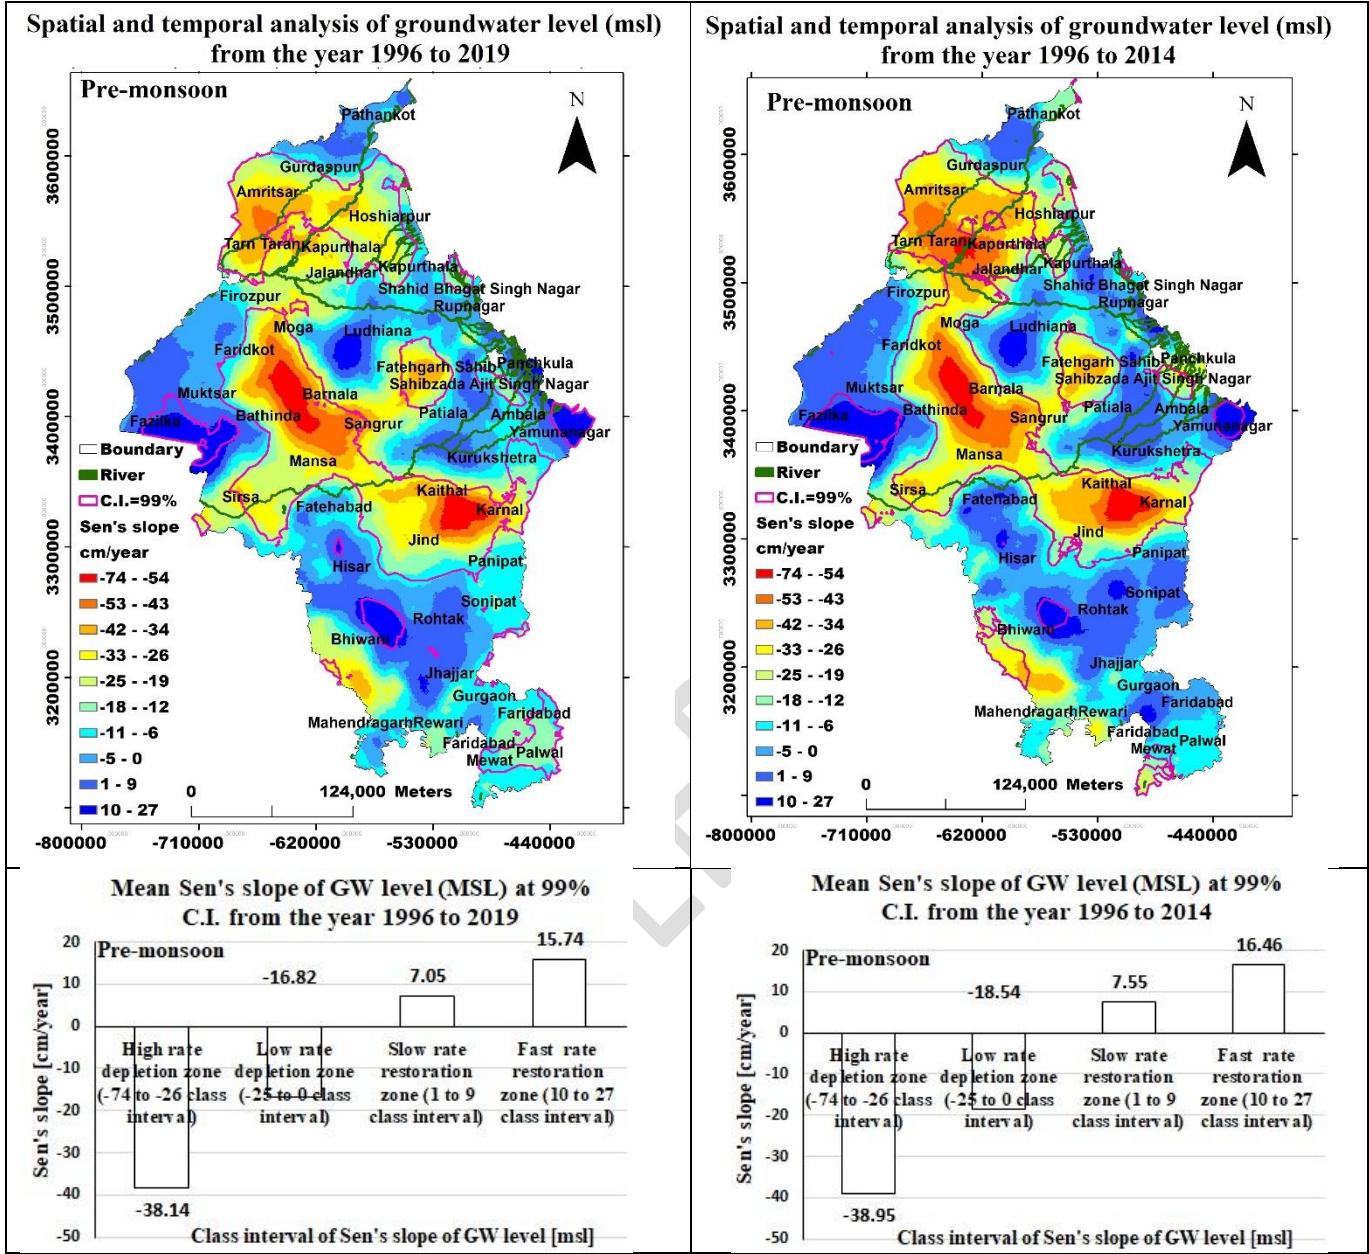 Spatial and temporal analysis of groundwater level (msl)
from the year 1996 to 2019
Pre-monsoon
N
Pathankot
Gurdaspur
Amritsar
Hoshiarpur
Tarn Taran
Kapurthala
Jalandhar
Kapurthala
Firozpur
Shahid Bhagat Singh Nagar
Rupnagar
Moga
Ludhiana
Faridkot
Fatehgarh Sahib
Panchkula
Sahibzada Ajit Singh Nagar
Muktsar
Barnala
Bathinda
Patiala
Ambala
Fazilka
Sangrur
Yamunanagar
Kurukshetra
Mansa
Sirsa
Kaithal
Fatehabad
Karnal
Jind
Hisar
Panipat
Sonipat
Rohtak
Bhiwani
Jhajjar
Gurgaon
Faridabad
Mahendragarh
Rewari
Faridabad
Mewat
Palwal
Boundary
River
C.I.=99%
Sen's slope
cm/year
-74 - -54
-53 - -43
-42 - -34
-33 - -26
-25 - -19
-18 - -12
-11 - -6
-5 - 0
1 - 9
10 - 27
0 124,000 Meters
3600000
3500000
3400000
3300000
3200000
-800000 -710000 -620000 -530000 -440000
Spatial and temporal analysis of groundwater level (msl)
from the year 1996 to 2014
Pre-monsoon
N
Pathankot
Gurdaspur
Amritsar
Hoshiarpur
Tarn Taran
Kapurthala
Jalandhar
Kapurthala
Firozpur
Shahid Bhagat Singh Nagar
Rupnagar
Moga
Ludhiana
Faridkot
Fatehgarh Sahib
Panchkula
Sahibzada Ajit Singh Nagar
Muktsar
Barnala
Bathinda
Patiala
Ambala
Fazilka
Sangrur
Yamunanagar
Kurukshetra
Mansa
Sirsa
Kaithal
Fatehabad
Karnal
Jind
Hisar
Panipat
Sonipat
Rohtak
Bhiwani
Jhajjar
Gurgaon
Faridabad
Mahendragarh
Rewari
Faridabad
Mewat
Palwal
Boundary
River
C.I.=99%
Sen's slope
cm/year
-74 - -54
-53 - -43
-42 - -34
-33 - -26
-25 - -19
-18 - -12
-11 - -6
-5 - 0
1 - 9
10 - 27
0 124,000 Meters
3600000
3500000
3400000
3300000
3200000
-800000 -710000 -620000 -530000 -440000
Mean Sen's slope of GW level (MSL) at 99%
C.I. from the year 1996 to 2019
Pre-monsoon
Sen's slope [cm/year]
20
10
0
-10
-20
-30
-40
-50
-38.14
-16.82
7.05
15.74
High rate
depletion zone
(-74 to -26 class
interval)
Low rate
depletion zone
(-25 to 0 class
interval)
Slow rate
restoration
zone (1 to 9
class interval)
Fast rate
restoration
zone (10 to 27
class interval)
Class interval of Sen's slope of GW level [msl]
Mean Sen's slope of GW level (MSL) at 99%
C.I. from the year 1996 to 2014
Pre-monsoon
Sen's slope [cm/year]
20
10
0
-10
-20
-30
-40
-50
-38.95
-18.54
7.55
16.46
High rate
depletion zone
(-74 to -26 class
interval)
Low rate
depletion zone
(-25 to 0 class
interval)
Slow rate
restoration
zone (1 to 9
class interval)
Fast rate
restoration
zone (10 to 27
class interval)
Class interval of Sen's slope of GW level [msl]